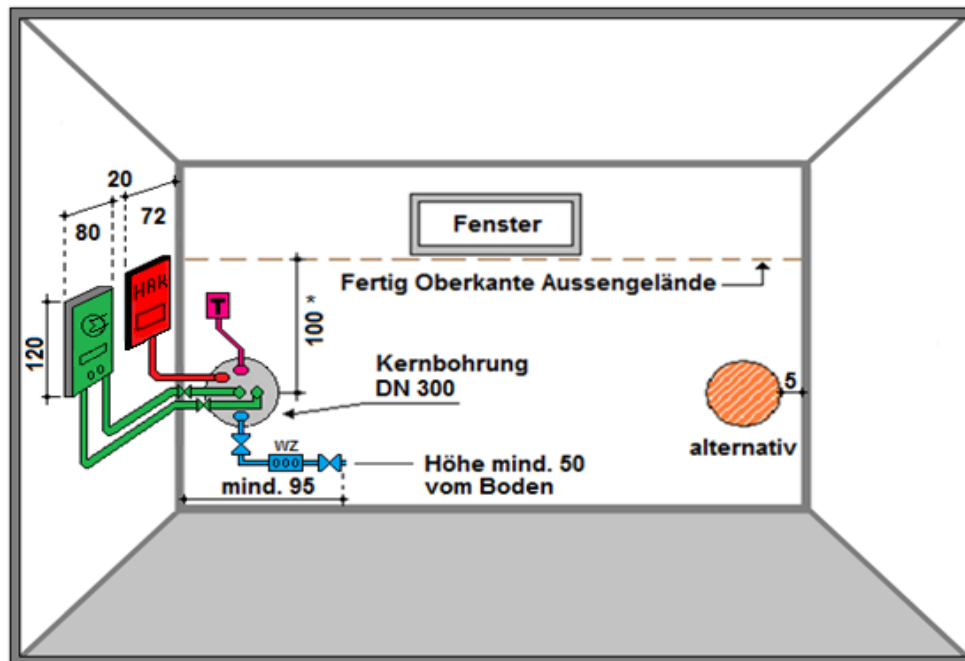 20
72
80
Fenster
Fertig Oberkante Aussengelände
HAK
T
100 *
120
Kernbohrung
DN 300
5
alternativ
WZ
Höhe mind. 50
vom Boden
mind. 95